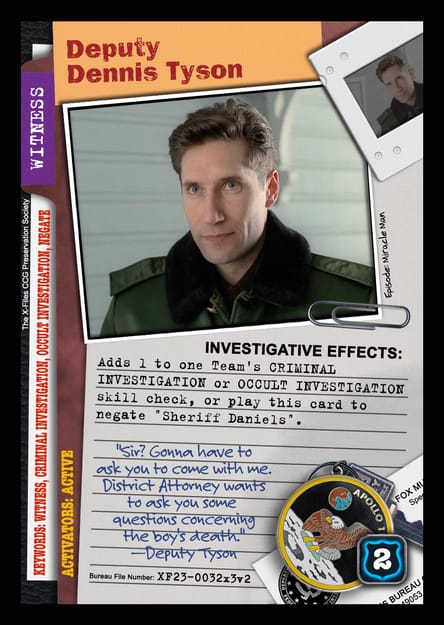 Deputy
Dennis Tyson
WITNESS
The X-Files CCG Preservation Society
KEYWORDS: WITNESS, CRIMINAL INVESTIGATION, OCCULT INVESTIGATION, NEGATE
ACTIVATORS: ACTIVE
Episode: Miracle Man
INVESTIGATIVE EFFECTS:
Adds 1 to one Team's CRIMINAL
INVESTIGATION or OCCULT INVESTIGATION
skill check, or play this card to
negate "Sheriff Daniels".
"Sir? Gonna have to
ask you to come with me.
District Attorney wants
to ask you some
questions concerning
the boy's death."
—Deputy Tyson
Bureau File Number: XF23-0032x3v2
APOLLO
FOX MU
Spe
2
BUREAU